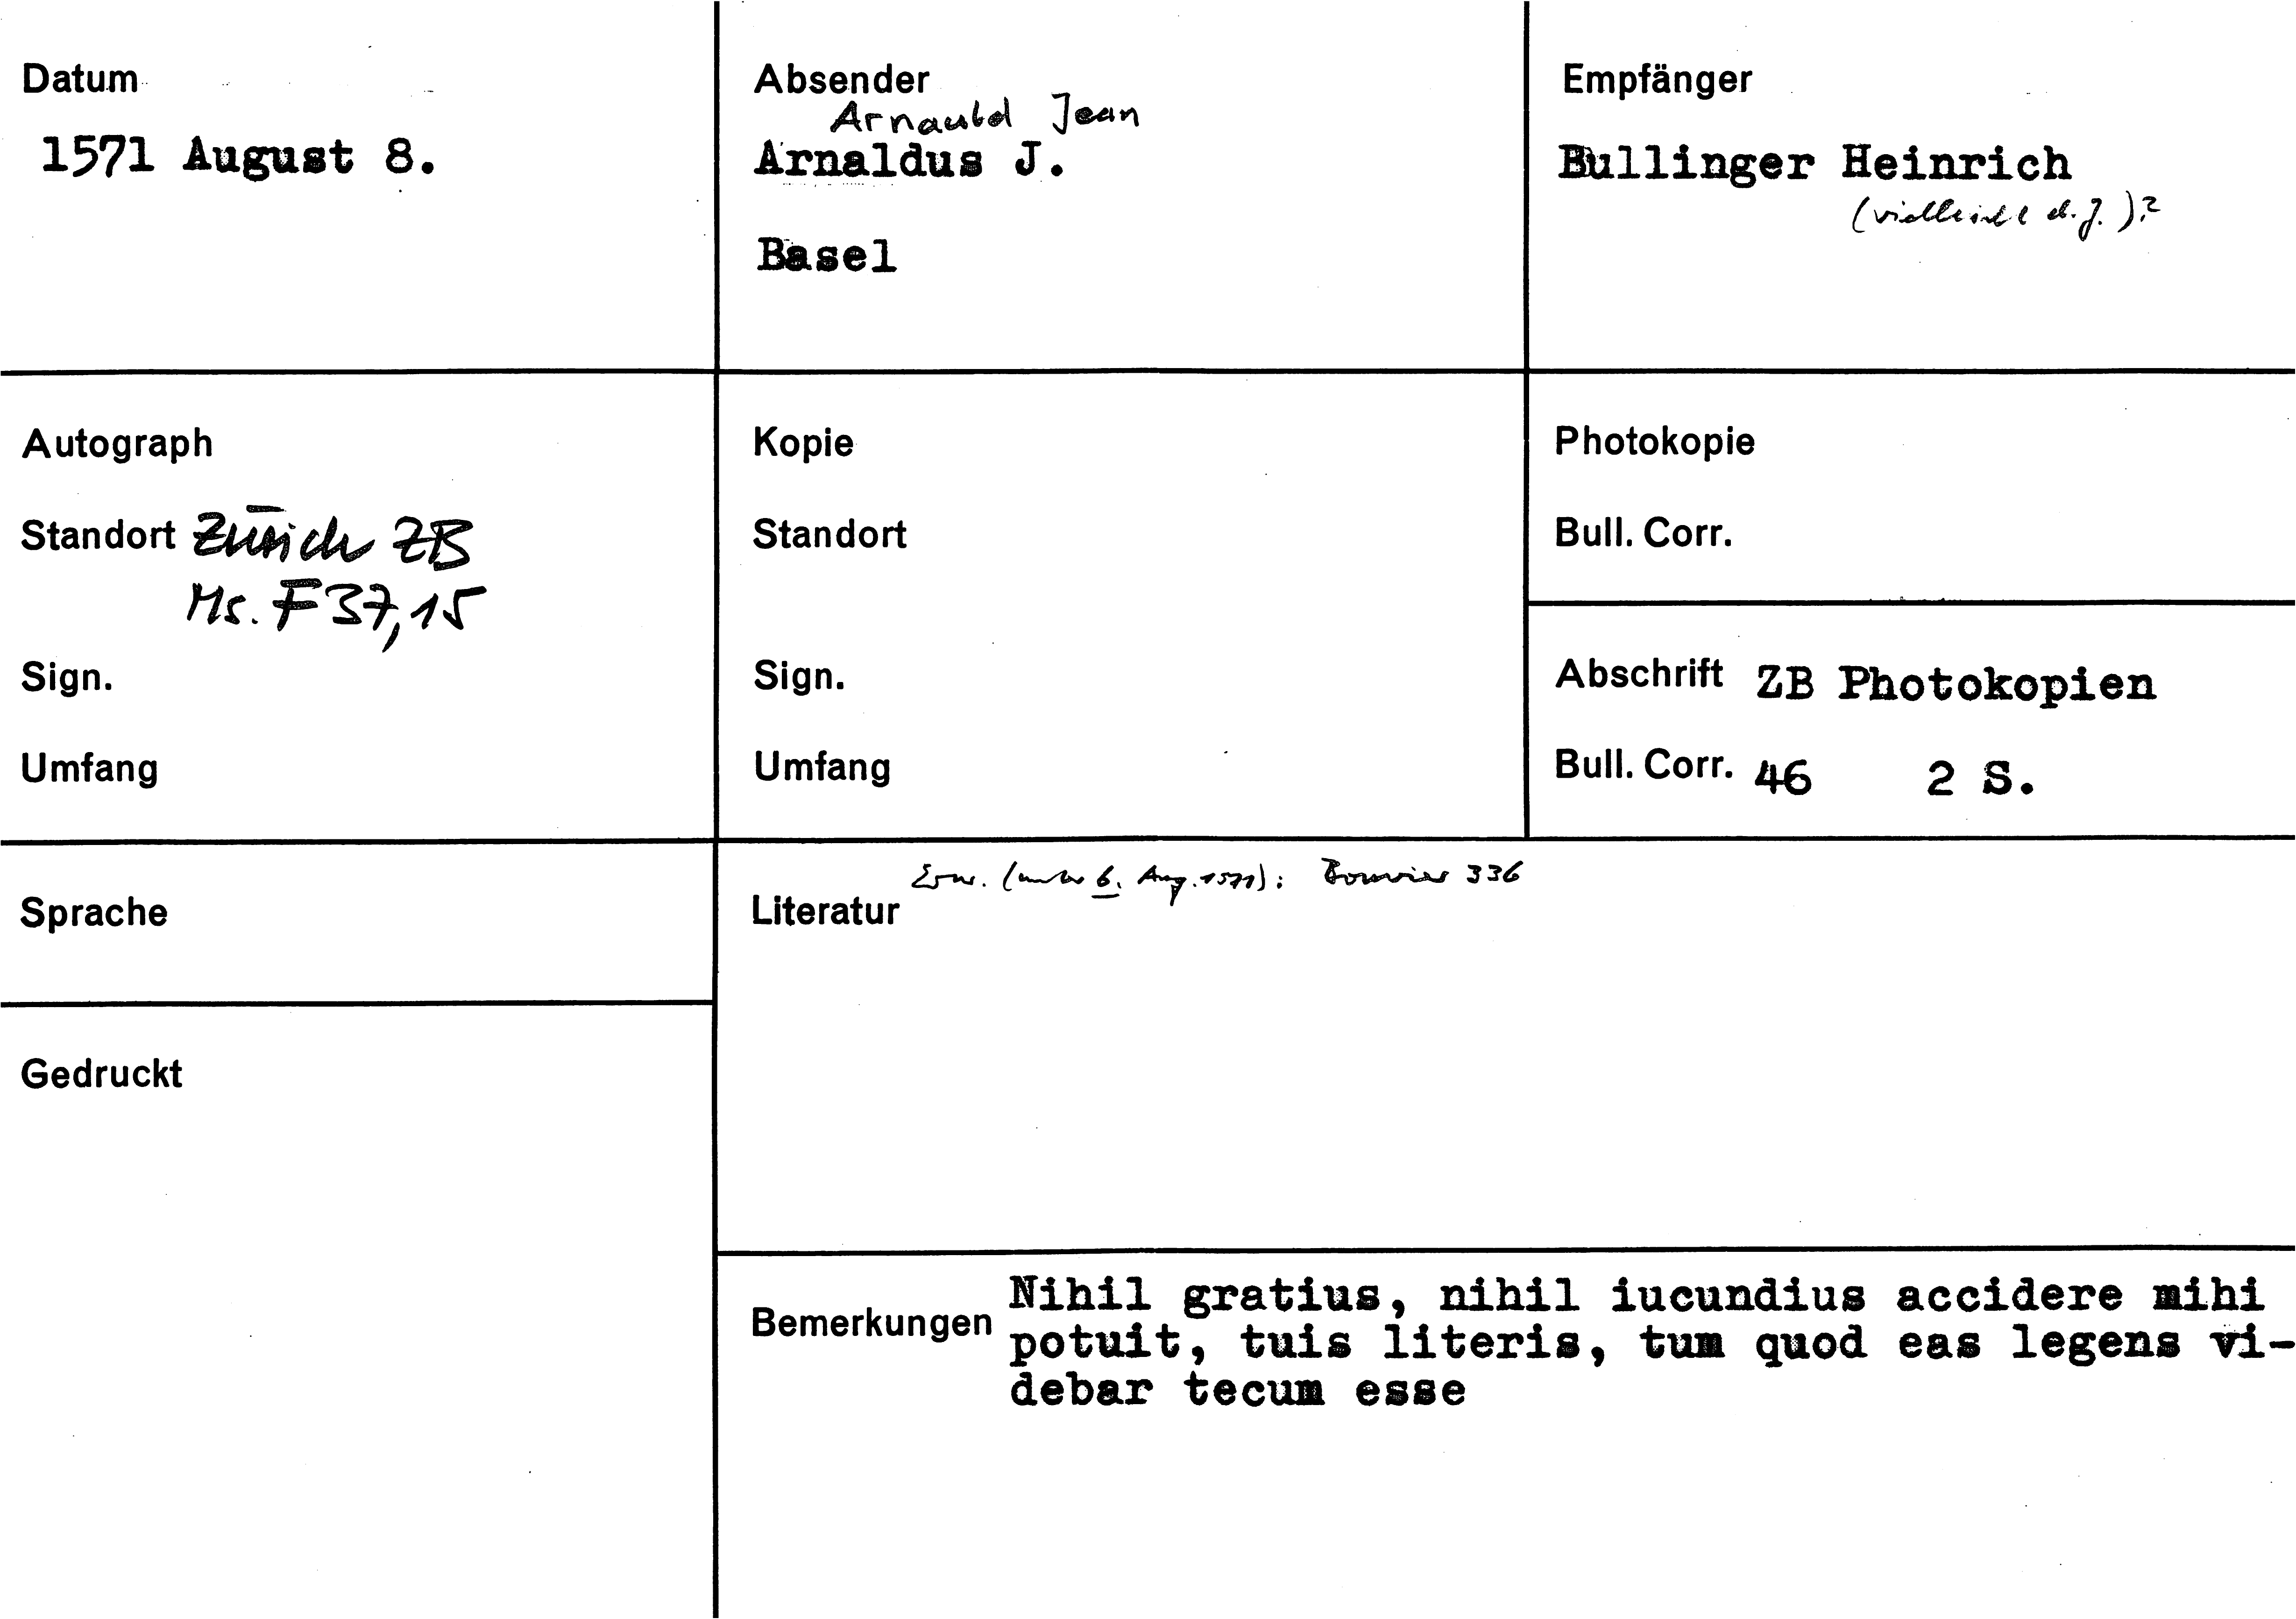 Datum
1571 August 8.
Absender
Arnauld Jean
Arnaldus J.
Basel
Empfänger
Bullinger Heinrich
(vielleicht d. J.)?
Autograph
Standort Zürich ZB
Ms. F 37, 15
Sign.
Umfang
Kopie
Standort
Sign.
Umfang
Photokopie
Bull. Corr.
Abschrift ZB Photokopien
Bull. Corr. 46 2 S.
Sprache
Gedruckt
Erw. (unter 6. Aug. 1571): Bouvier 336
Literatur
Bemerkungen
Nihil gratius, nihil iucundius accidere mihi
potuit, tuis literis, tum quod eas legens vi-
debar tecum esse